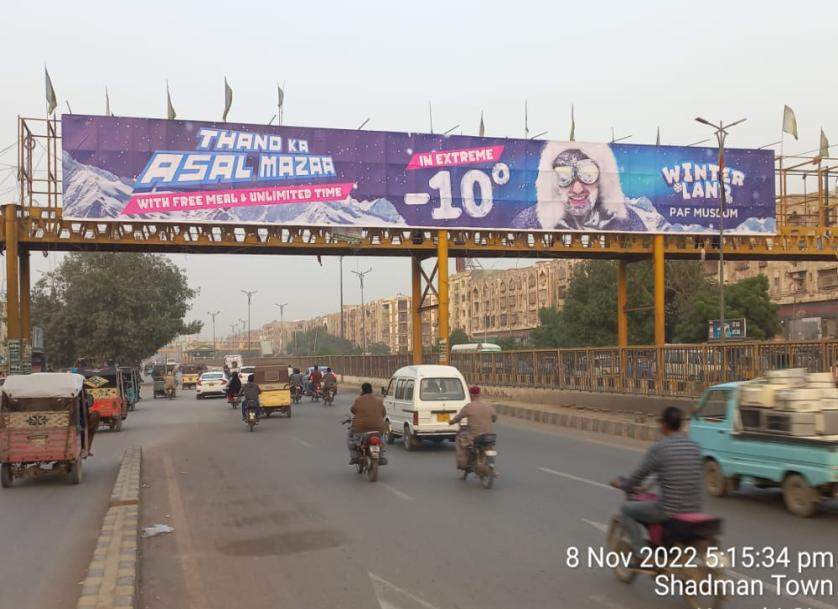 THAND KA
ASAL MAZAA
WITH FREE MEAL & UNLIMITED TIME
IN EXTREME
-10°
WINTER
LAND
PAF MUSEUM
8 Nov 2022 5:15:34 pm
Shadman Town